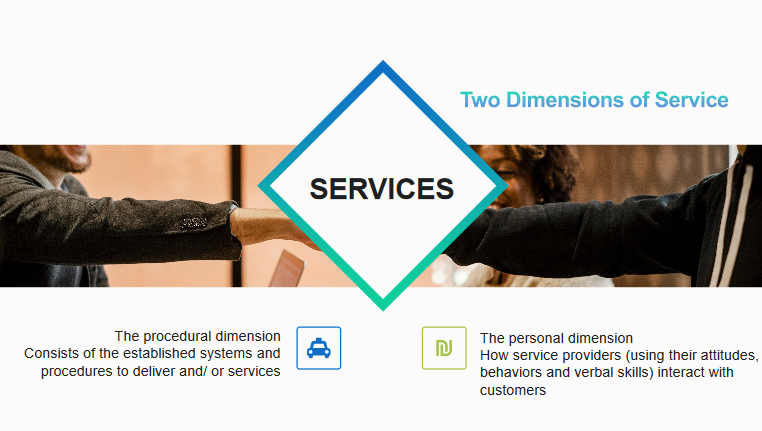 Two Dimensions of Service
SERVICES
The procedural dimension
Consists of the established systems and
procedures to deliver and/ or services
₪
The personal dimension
How service providers (using their attitudes,
behaviors and verbal skills) interact with
customers